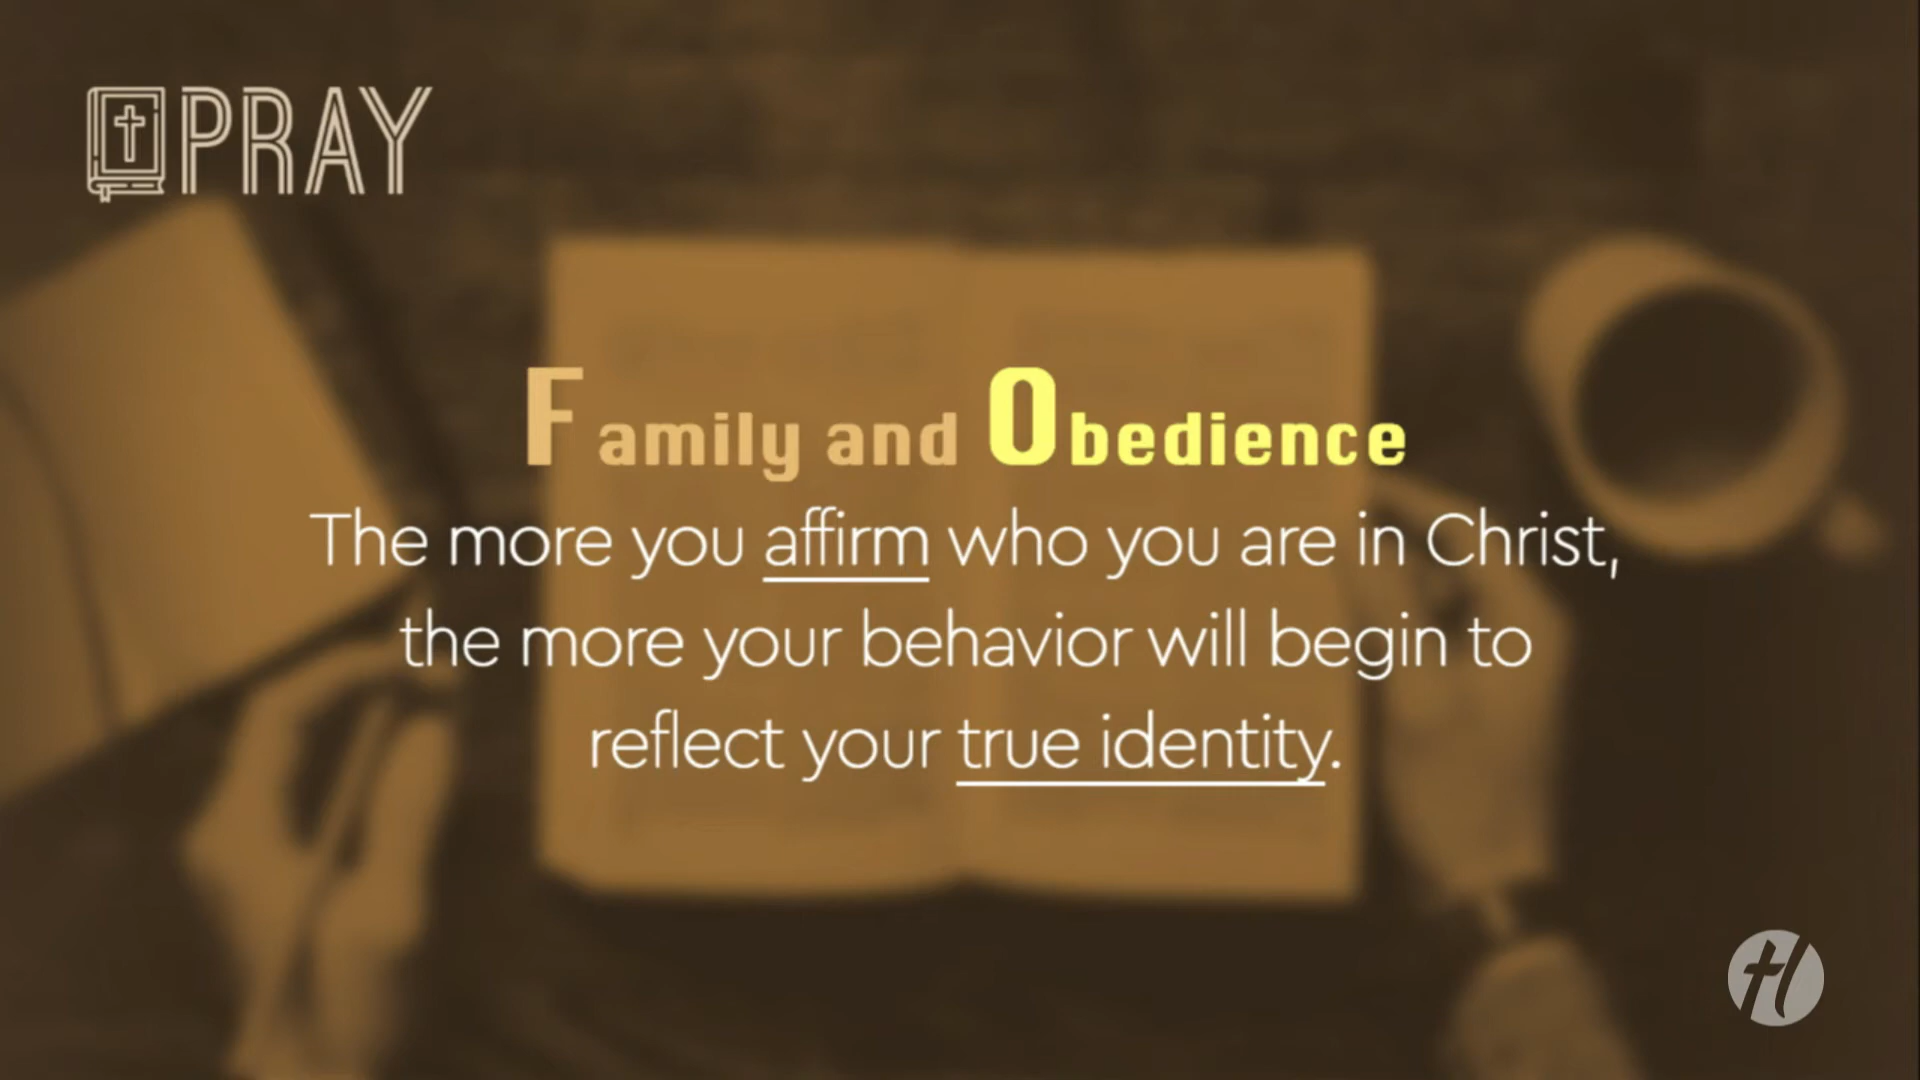 PRAY
Family and Obedience
The more you affirm who you are in Christ,
the more your behavior will begin to
reflect your true identity.